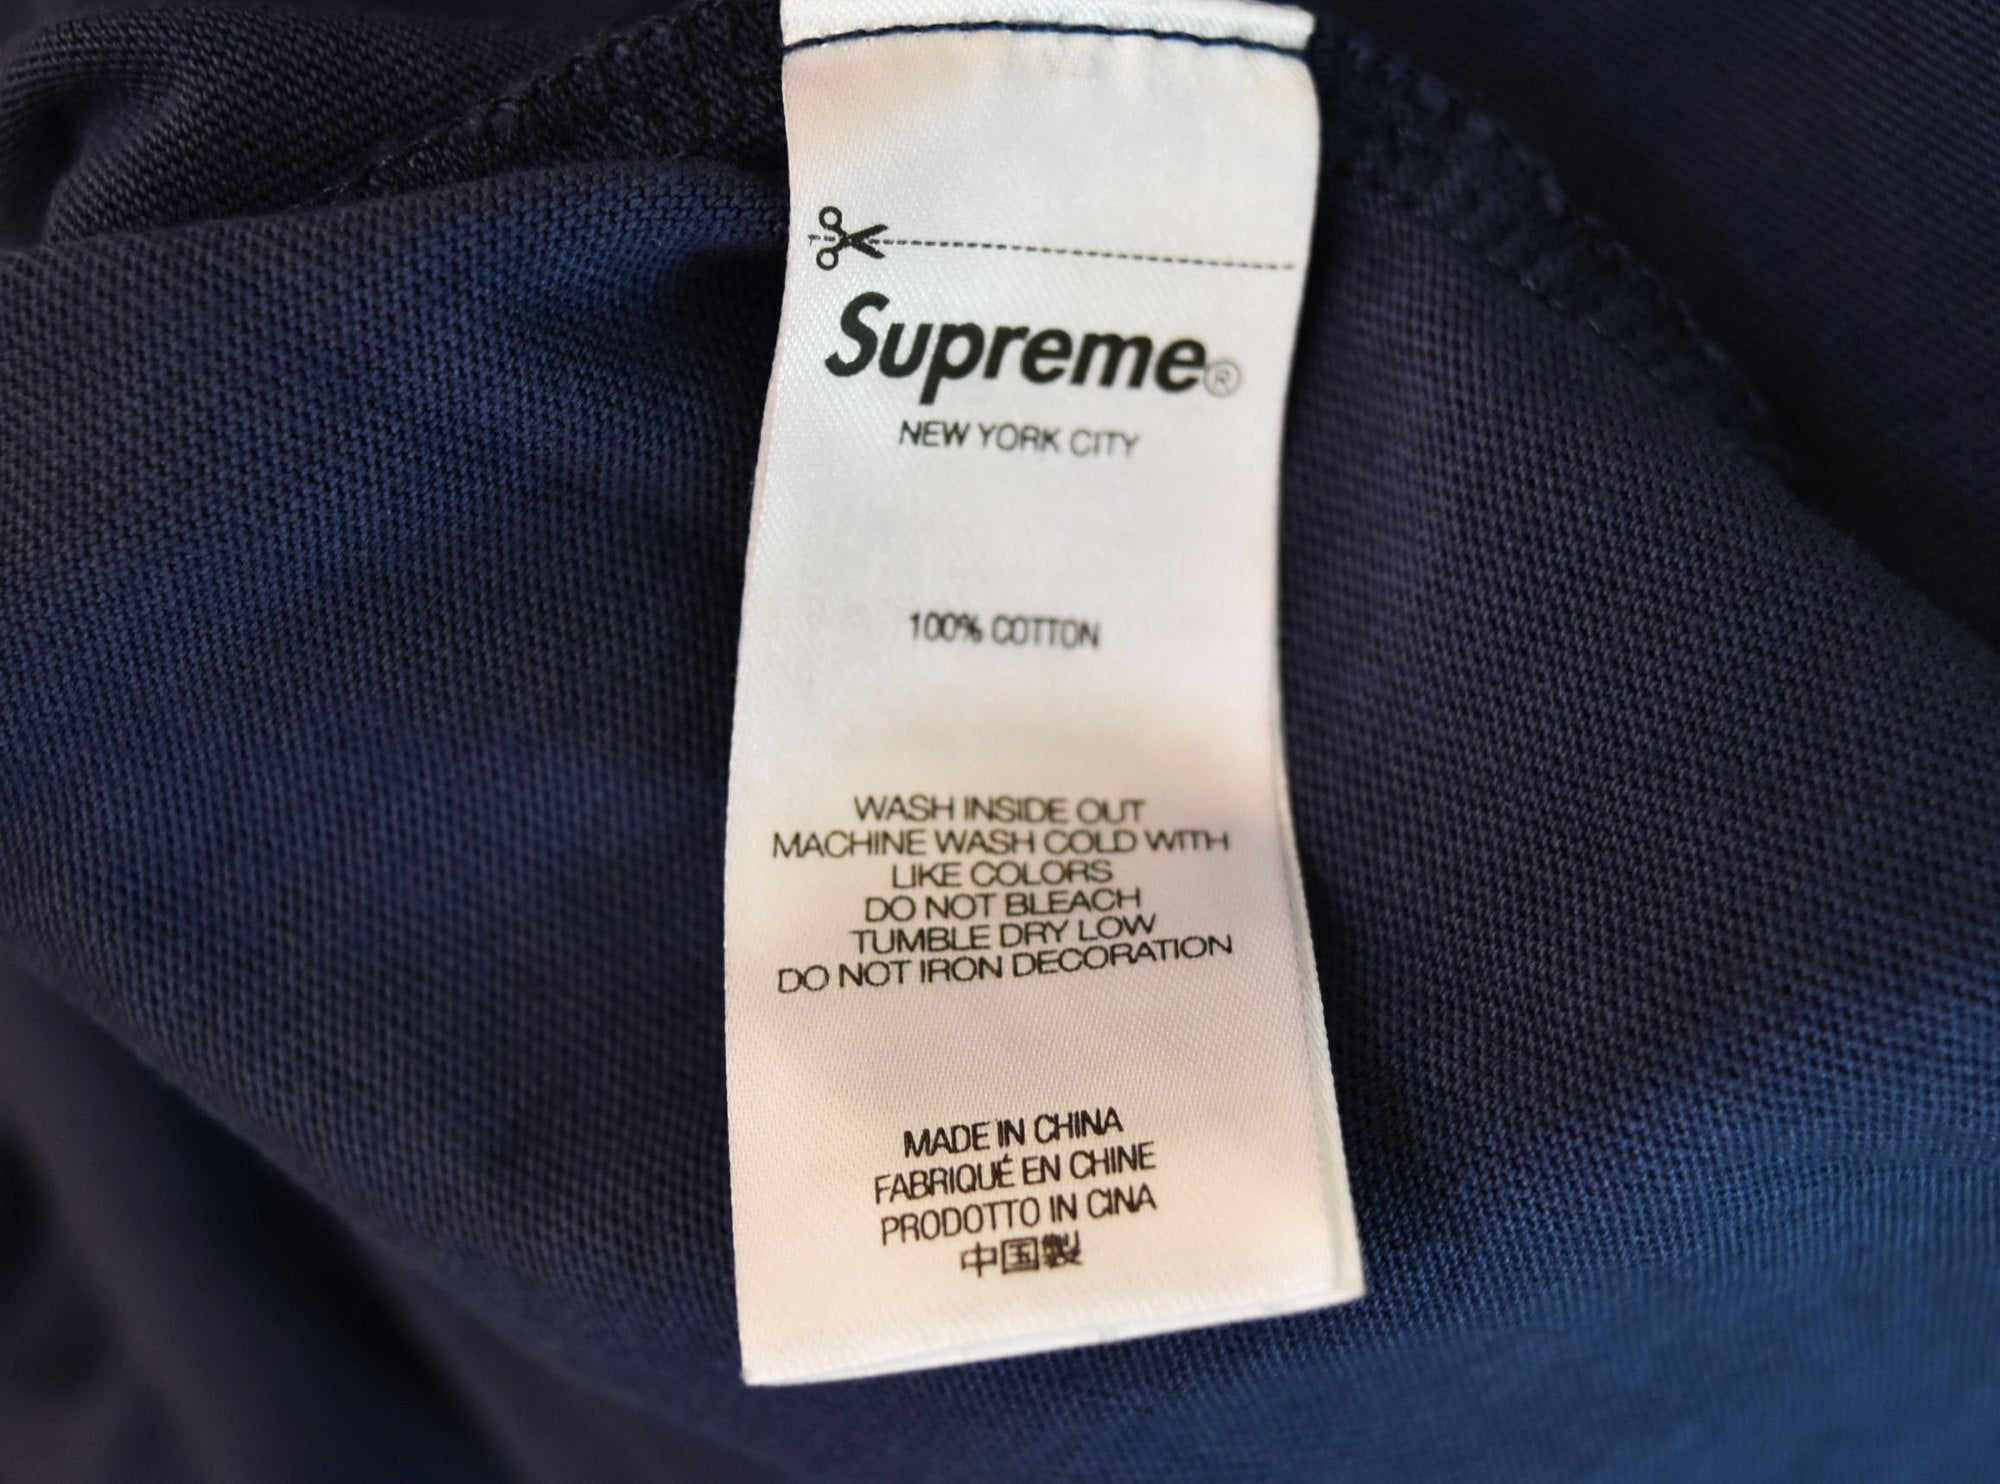 Supreme®
NEW YORK CITY
100% COTTON
WASH INSIDE OUT
MACHINE WASH COLD WITH
LIKE COLORS
DO NOT BLEACH
TUMBLE DRY LOW
DO NOT IRON DECORATION
MADE IN CHINA
FABRIQUÉ EN CHINE
PRODOTTO IN CINA
中国製